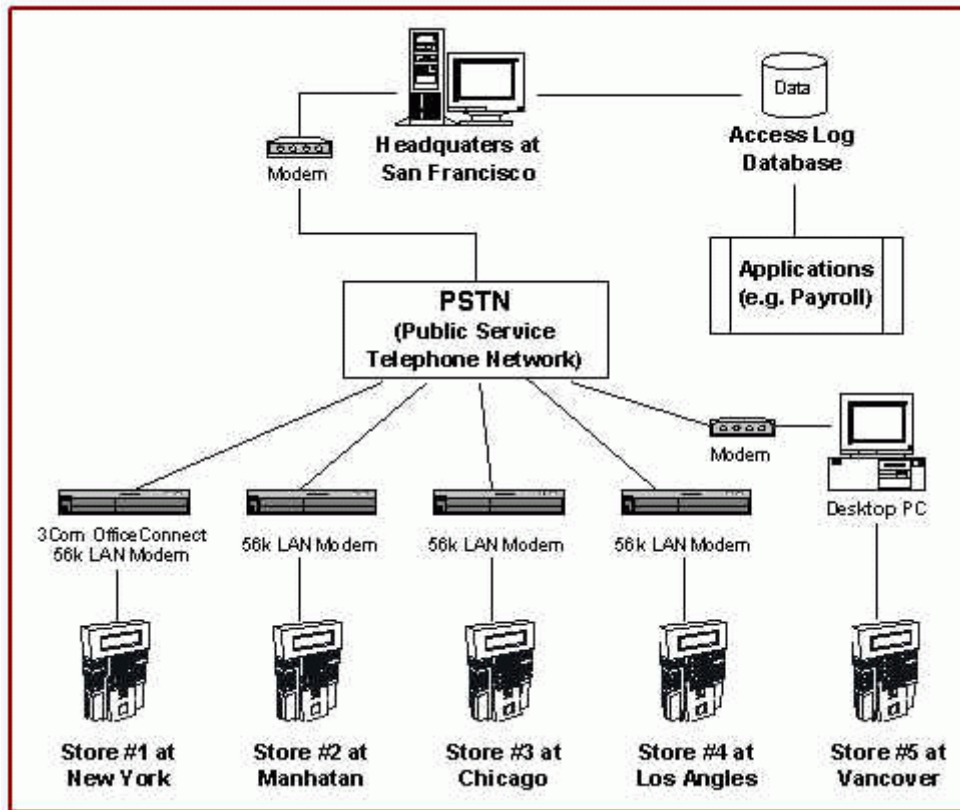 Data
Headquaters at
San Francisco
Access Log
Database
Modem
Applications
(e.g. Payroll)
PSTN
(Public Service
Telephone Network)
Modem
Desktop PC
3Com OfficeConnect
56k LAN Modem
56k LAN Modem
56k LAN Modem
56k LAN Modem
Store #1 at
New York
Store #2 at
Manhatan
Store #3 at
Chicago
Store #4 at
Los Angles
Store #5 at
Vancover